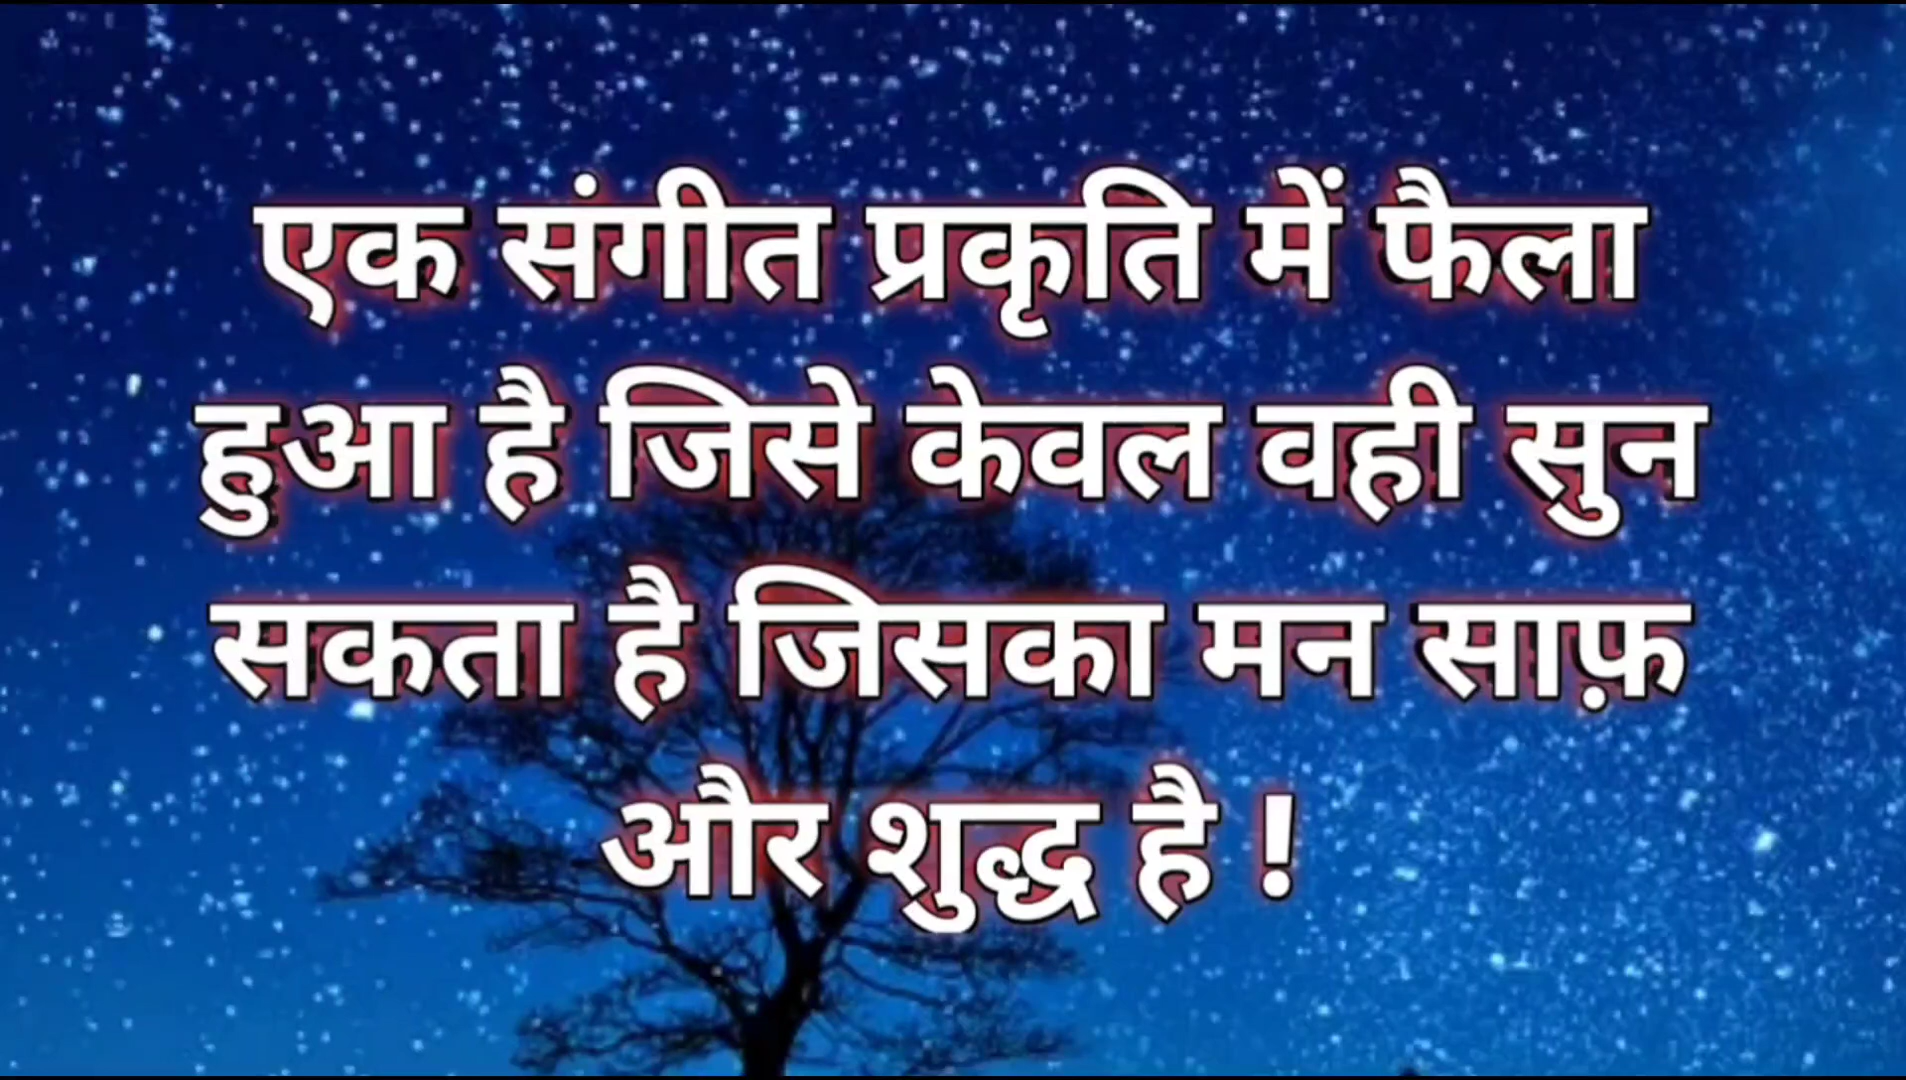 एक संगीत प्रकृति में फैला
हुआ है जिसे केवल वही सुन
सकता है जिसका मन साफ़
और शुद्ध है !